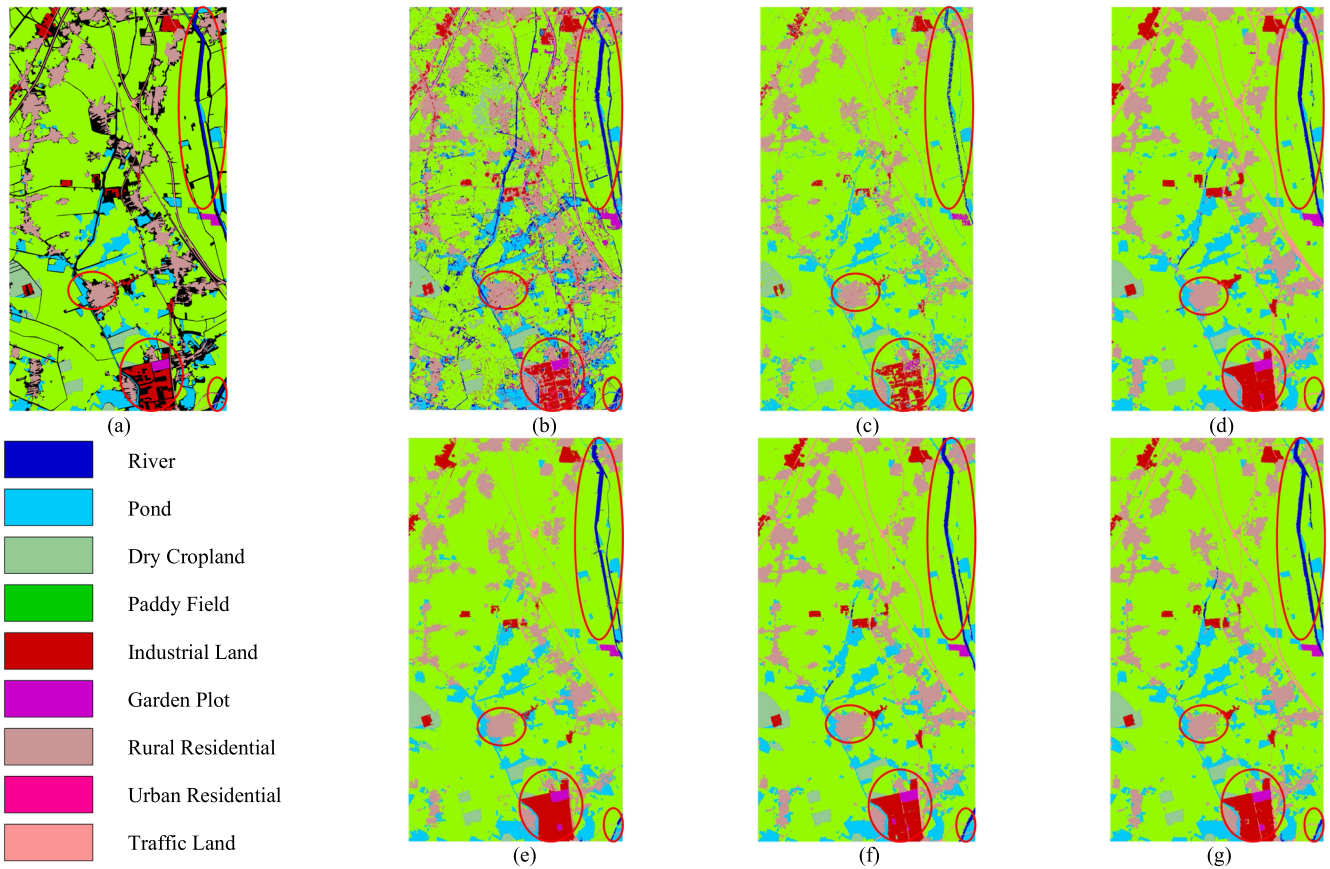 (a)
(b)
(c)
(d)
River
Pond
Dry Cropland
Paddy Field
Industrial Land
Garden Plot
Rural Residential
Urban Residential
Traffic Land
(e)
(f)
(g)